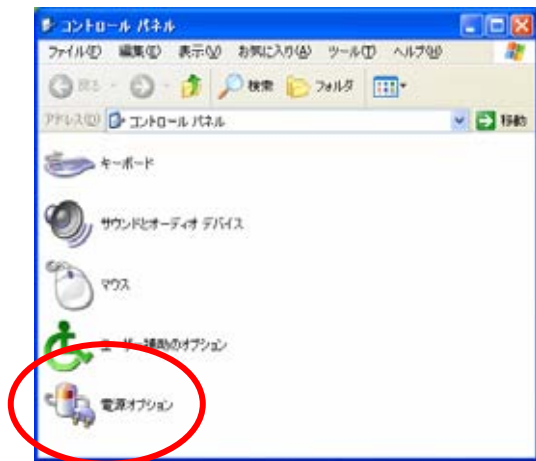 コントロール パネル
ファイル(F) 編集(E) 表示(V) お気に入り(A) ツール(T) ヘルプ(H)
戻る 検索 フォルダ
アドレス(D) コントロール パネル 移動
キーボード
サウンドとオーディオ デバイス
マウス
ユーザー補助のオプション
電源オプション